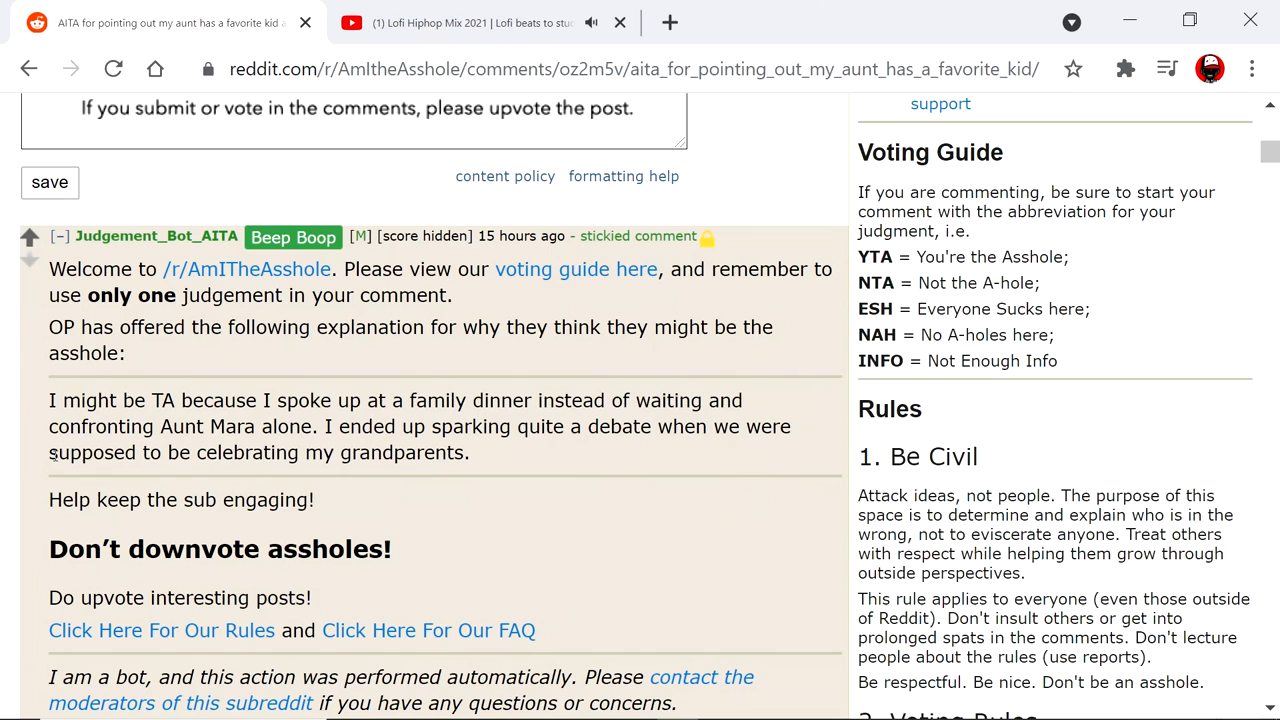 AITA for pointing out my aunt has a favorite kid
(1) Lofi Hiphop Mix 2021 | Lofi beats to stu
reddit.com/r/AmItheAsshole/comments/oz2m5v/aita_for_pointing_out_my_aunt_has_a_favorite_kid/
If you submit or vote in the comments, please upvote the post.
save
content policy formatting help
[–] Judgement_Bot_AITA Beep Boop [M] [score hidden] 15 hours ago - stickied comment
Welcome to /r/AmITheAsshole. Please view our voting guide here, and remember to
use only one judgement in your comment.
OP has offered the following explanation for why they think they might be the
asshole:
I might be TA because I spoke up at a family dinner instead of waiting and
confronting Aunt Mara alone. I ended up sparking quite a debate when we were
supposed to be celebrating my grandparents.
Help keep the sub engaging!
Don’t downvote assholes!
Do upvote interesting posts!
Click Here For Our Rules and Click Here For Our FAQ
I am a bot, and this action was performed automatically. Please contact the
moderators of this subreddit if you have any questions or concerns.
support
Voting Guide
If you are commenting, be sure to start your
comment with the abbreviation for your
judgment, i.e.
YTA = You're the Asshole;
NTA = Not the A-hole;
ESH = Everyone Sucks here;
NAH = No A-holes here;
INFO = Not Enough Info
Rules
1. Be Civil
Attack ideas, not people. The purpose of this
space is to determine and explain who is in the
wrong, not to eviscerate anyone. Treat others
with respect while helping them grow through
outside perspectives.
This rule applies to everyone (even those outside
of Reddit). Don't insult others or get into
prolonged spats in the comments. Don't lecture
people about the rules (use reports).
Be respectful. Be nice. Don't be an asshole.
2. Voting Rules